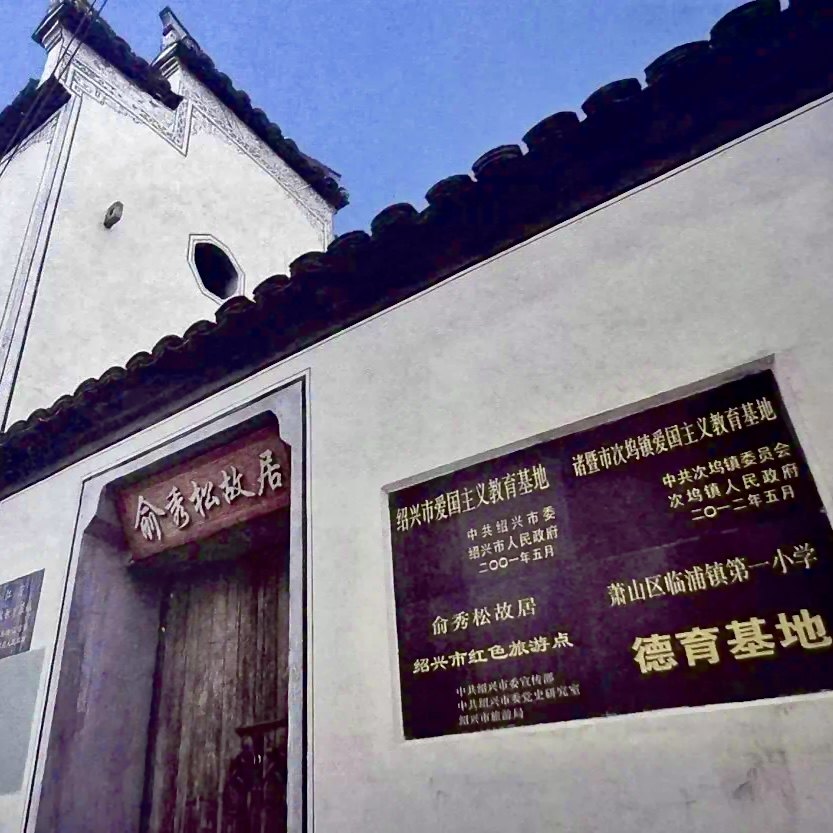 俞秀松故居
绍兴市爱国主义教育基地
中共绍兴市委
绍兴市人民政府
二〇〇一年五月
诸暨市次坞镇爱国主义教育基地
中共次坞镇委员会
次坞镇人民政府
二〇一二年五月
俞秀松故居
绍兴市红色旅游点
中共绍兴市委宣传部
中共绍兴市委党史研究室
绍兴市旅游局
萧山区临浦镇第一小学
德育基地